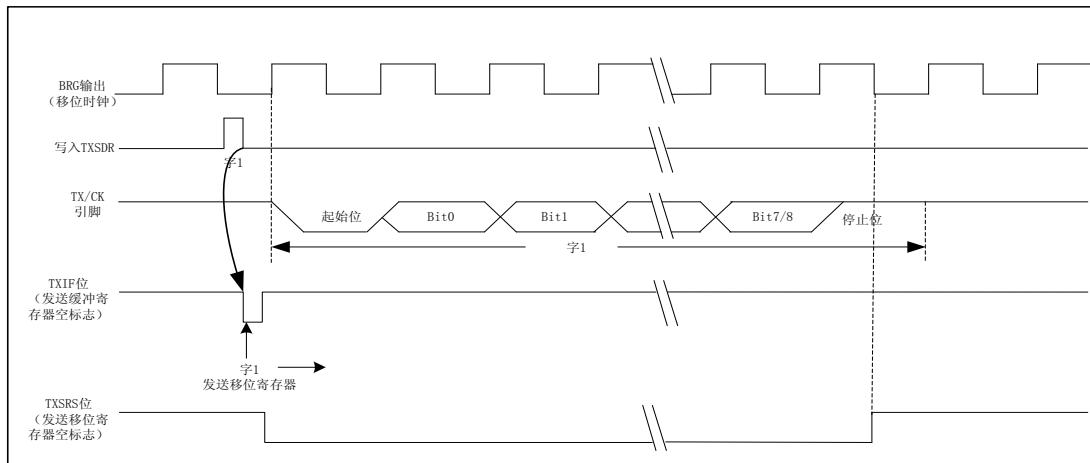 BRG输出
（移位时钟）
写入TXSDR
字1
TX/CK
引脚
起始位
Bit0
Bit1
Bit7/8
停止位
字1
TXIF位
（发送缓冲寄
存器空标志）
字1
发送移位寄存器
TXSRS位
（发送移位寄
存器空标志）